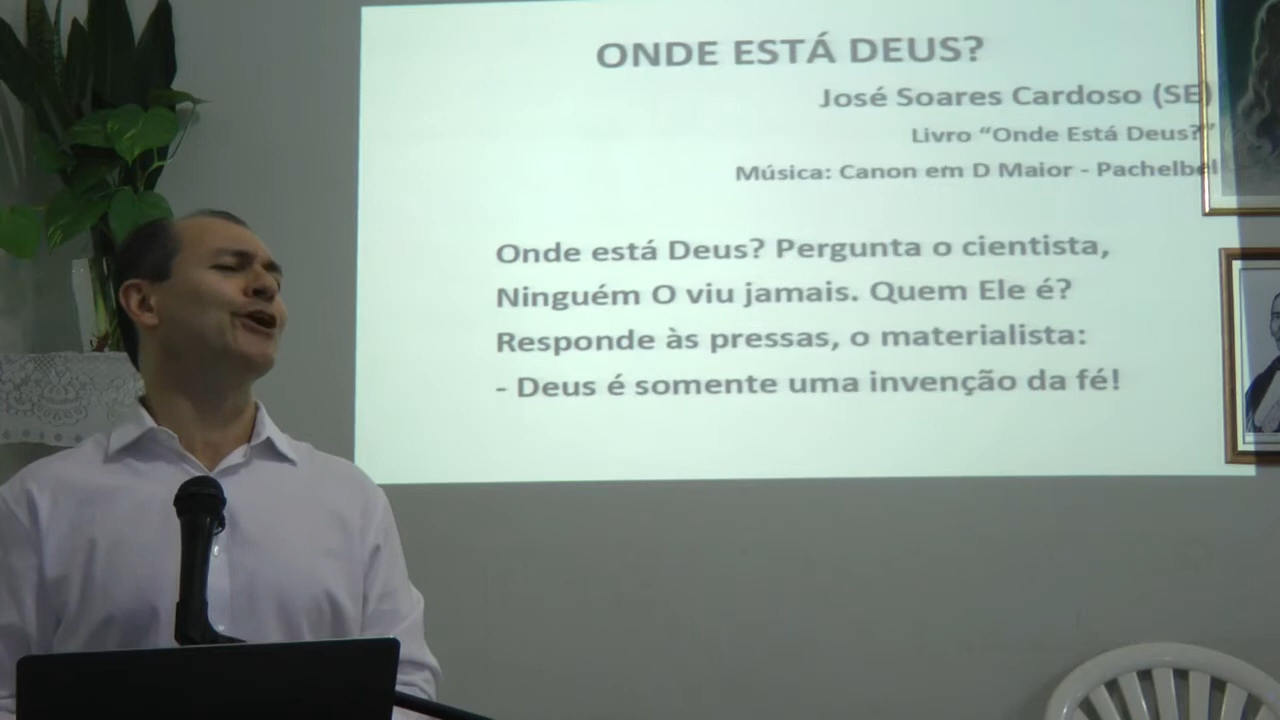 ONDE ESTÁ DEUS?
José Soares Cardoso (SE)
Livro “Onde Está Deus?”
Música: Canon em D Maior - Pachelbel
Onde está Deus? Pergunta o cientista,
Ninguém O viu jamais. Quem Ele é?
Responde às pressas, o materialista:
- Deus é somente uma invenção da fé!